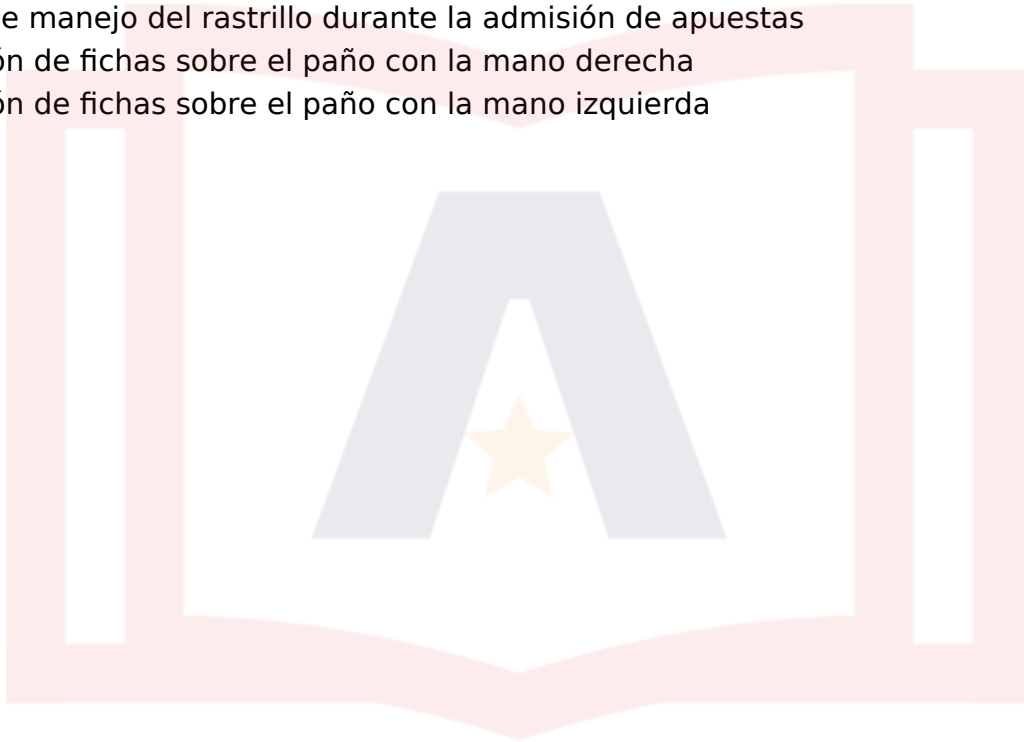 e manejo del rastrillo durante la admisión de apuestas
ón de fichas sobre el paño con la mano derecha
ón de fichas sobre el paño con la mano izquierda